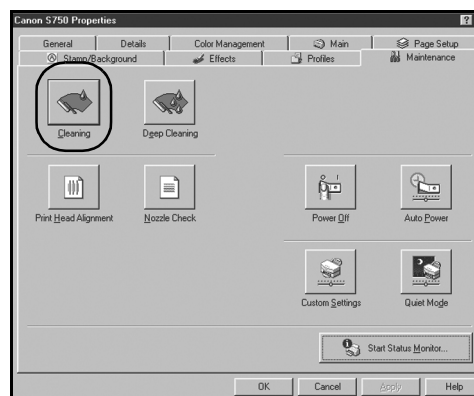 Canon S750 Properties
?
General Details Color Management Main Page Setup
Stamp/Background Effects Profiles Maintenance
Cleaning Deep Cleaning
Print Head Alignment Nozzle Check Power Off Auto Power
Custom Settings Quiet Mode
Start Status Monitor...
OK Cancel Apply Help